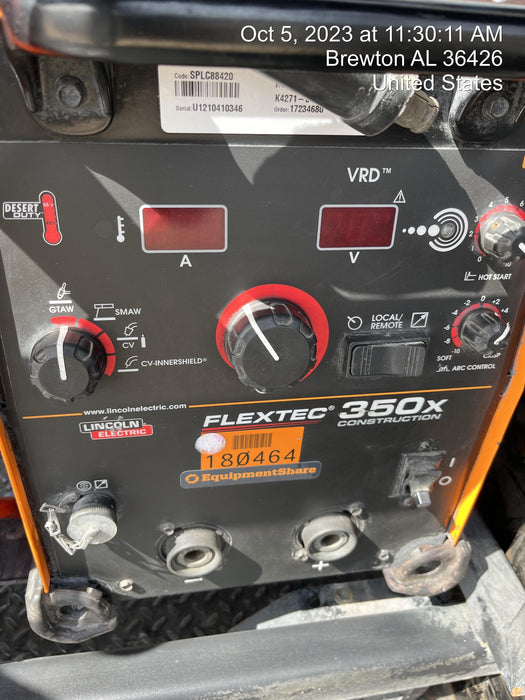 Oct 5, 2023 at 11:30:11 AM
Brewton AL 36426
United States
Code: SPLC88420
Serial: U1210410346
K4271-
Order: 17234680
VRD™
DESERT DUTY
A
V
HOT START
GTAW
SMAW
CV
CV-INNERSHIELD®
LOCAL/
REMOTE
SOFT
ARC CONTROL
www.lincolnelectric.com
LINCOLN®
ELECTRIC
FLEXTEC® 350X
CONSTRUCTION
180464
EquipmentShare
I
O
-
+